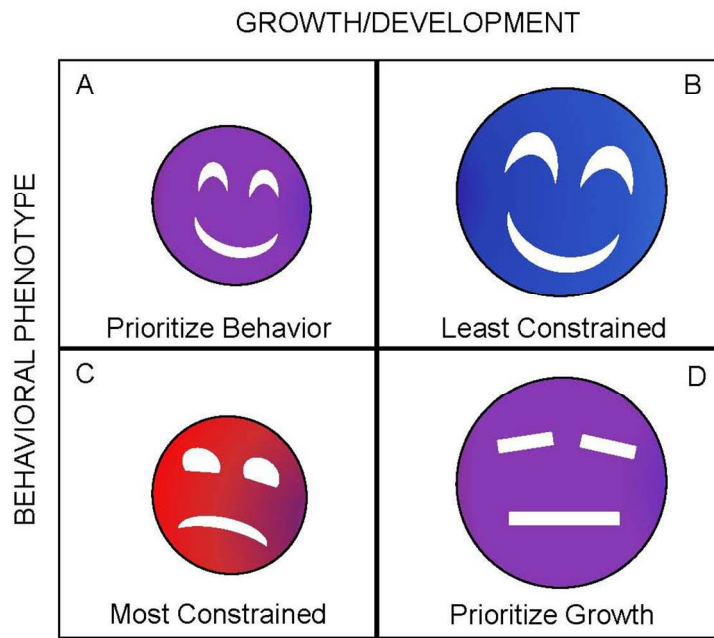 GROWTH/DEVELOPMENT
BEHAVIORAL PHENOTYPE
A
Prioritize Behavior
B
Least Constrained
C
Most Constrained
D
Prioritize Growth